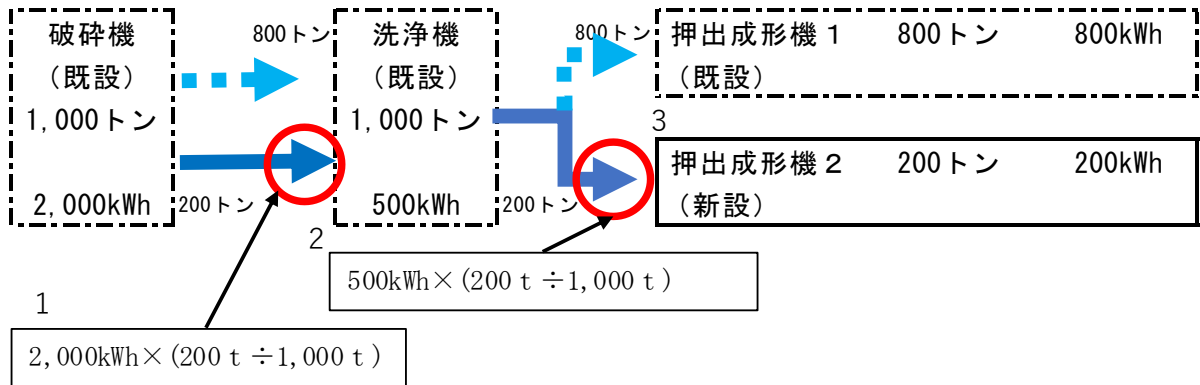 破砕機
（既設）
1,000トン
2,000kWh
800トン
200トン
洗浄機
（既設）
1,000トン
500kWh
800トン
200トン
押出成形機１ 800トン 800kWh
（既設）
3
押出成形機２ 200トン 200kWh
（新設）
2
500kWh×(200ｔ÷1,000ｔ)
1
2,000kWh×(200ｔ÷1,000ｔ)